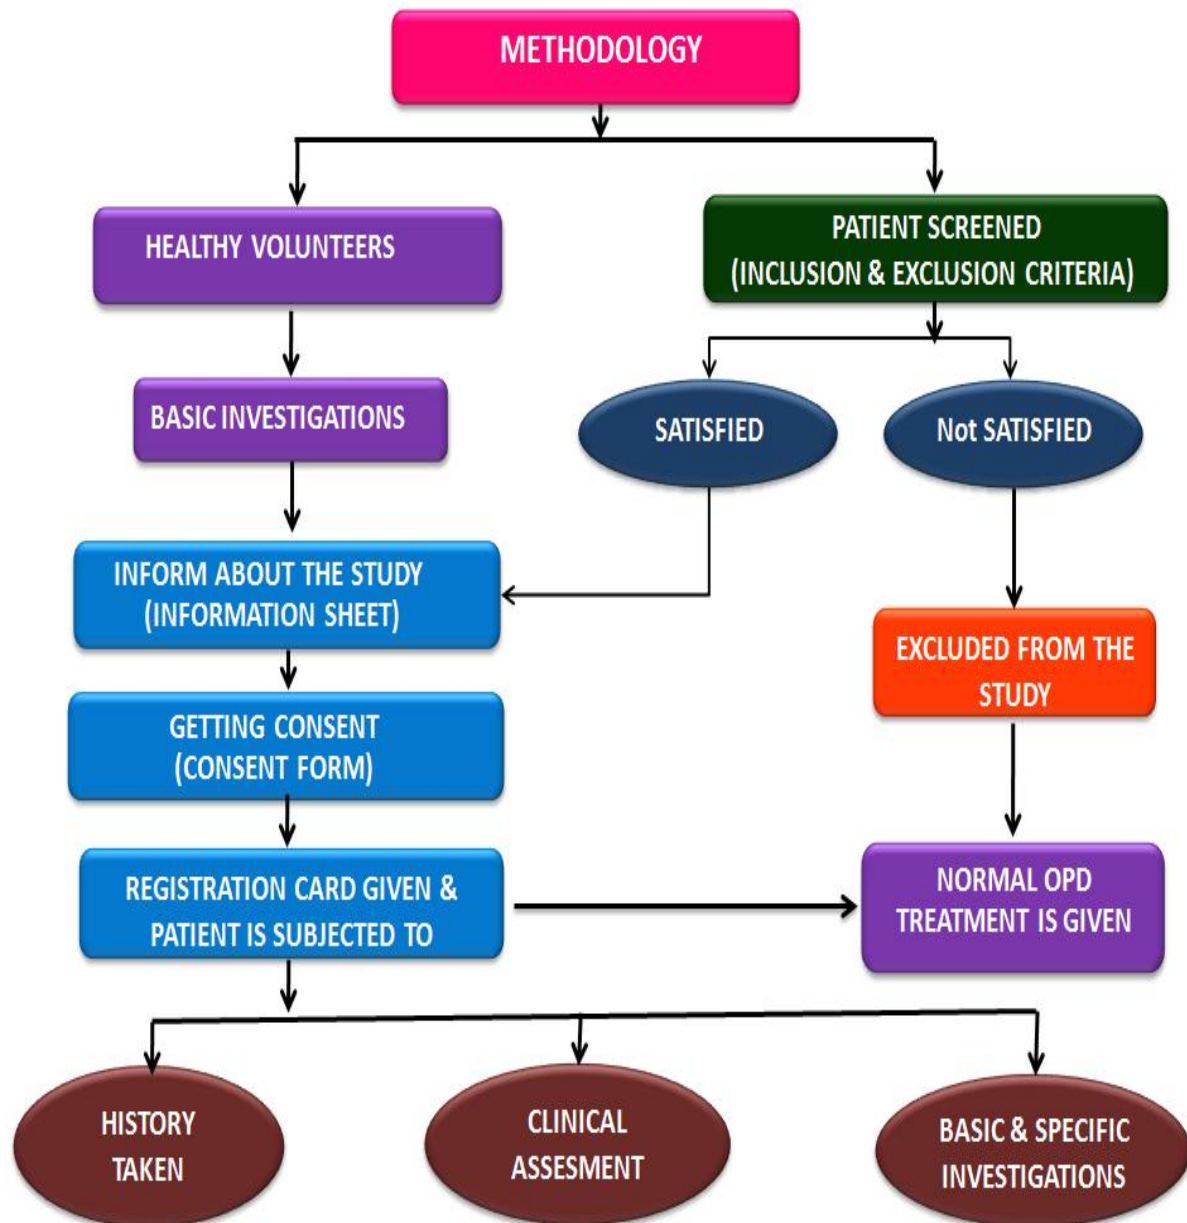 METHODOLOGY
HEALTHY VOLUNTEERS
PATIENT SCREENED
(INCLUSION & EXCLUSION CRITERIA)
BASIC INVESTIGATIONS
SATISFIED
Not SATISFIED
INFORM ABOUT THE STUDY
(INFORMATION SHEET)
EXCLUDED FROM THE
STUDY
GETTING CONSENT
(CONSENT FORM)
REGISTRATION CARD GIVEN &
PATIENT IS SUBJECTED TO
NORMAL OPD
TREATMENT IS GIVEN
HISTORY
TAKEN
CLINICAL
ASSESMENT
BASIC & SPECIFIC
INVESTIGATIONS